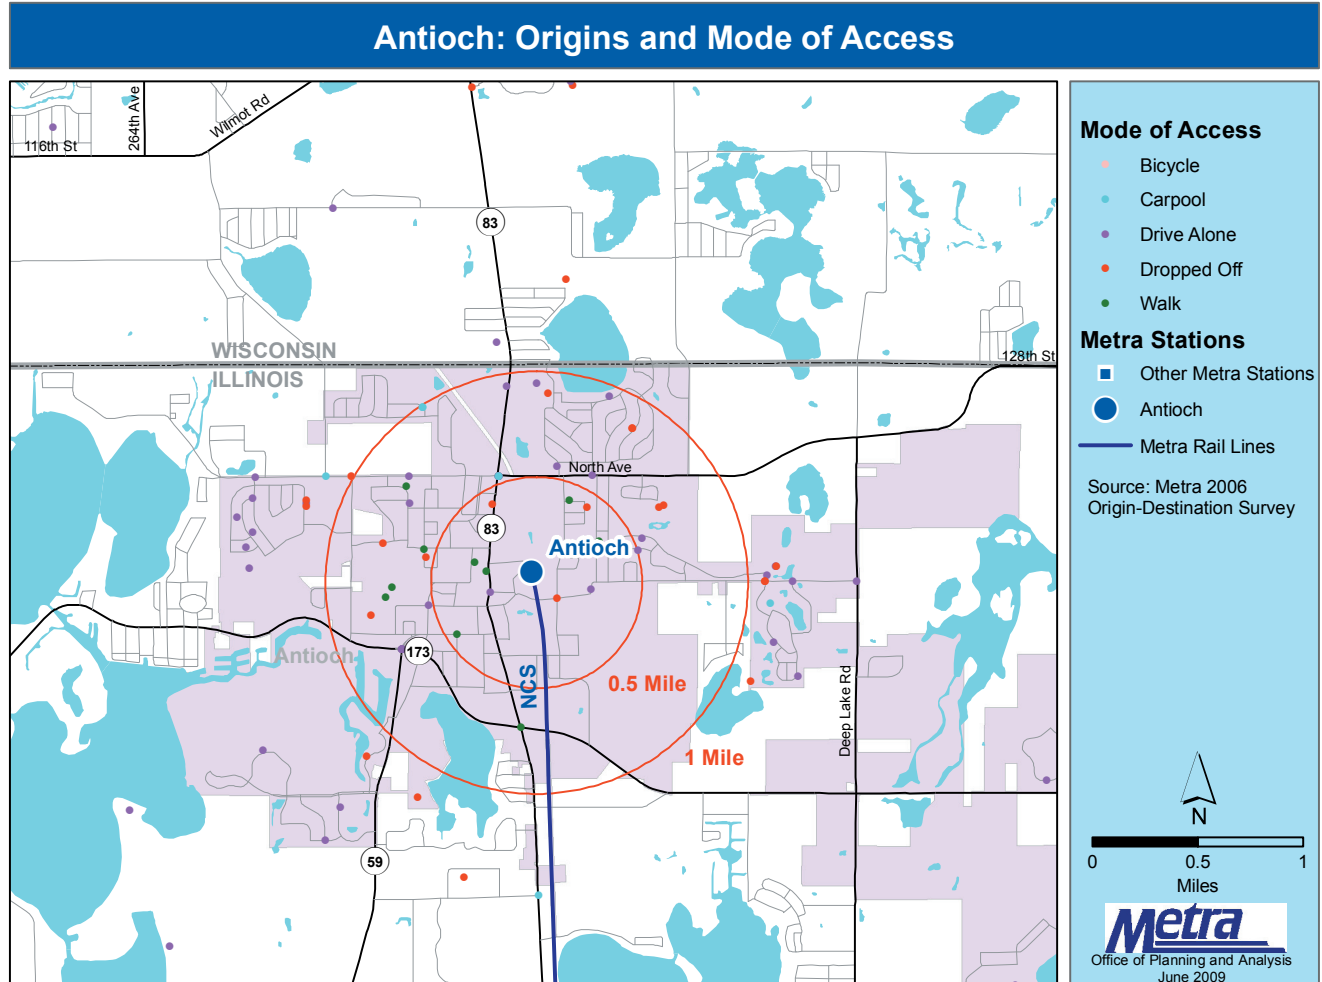 Antioch: Origins and Mode of Access
264th Ave
Wilmot Rd
116th St
83
WISCONSIN
ILLINOIS
128th St
North Ave
83
Antioch
Antioch
173
NCS
0.5 Mile
1 Mile
Deep Lake Rd
59
Mode of Access
Bicycle
Carpool
Drive Alone
Dropped Off
Walk
Metra Stations
Other Metra Stations
Antioch
Metra Rail Lines
Source: Metra 2006
Origin-Destination Survey
N
0 0.5 1
Miles
Metra
Office of Planning and Analysis
June 2009